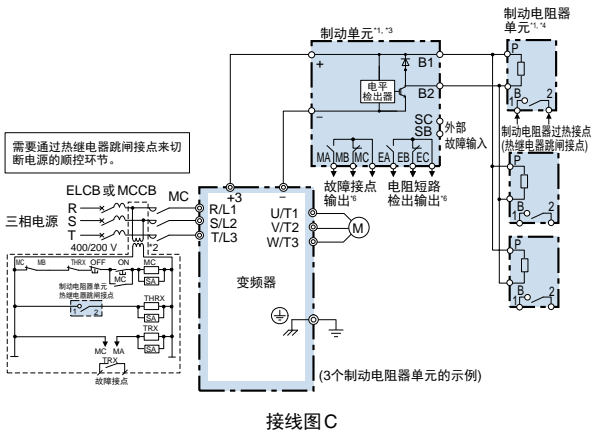 制动电阻器
单元*1, *4
制动单元*1, *3
P
B
1 2
+
B1
电平
检出器
B2
−
SC
SB
外部
故障输入
MA MB MC EA EB EC
故障接点
输出*6
电阻短路
检出输出*6
制动电阻器过热接点
(热继电器跳闸接点)
P
B
1 2
P
B
1 2
需要通过热继电器跳闸接点来切
断电源的顺控环节。
ELCB 或 MCCB
MC
+3 −
三相电源
R
S
T
400/200 V
*2
R/L1
S/L2
T/L3
U/T1
V/T2
W/T3
M
变频器
MC MB THRX OFF ON MC
MC
SA
制动电阻器单元
热继电器跳闸接点
1 2
THRX
SA
TRX
SA
MC MA
TRX
故障接点
(3个制动电阻器单元的示例)
接线图C